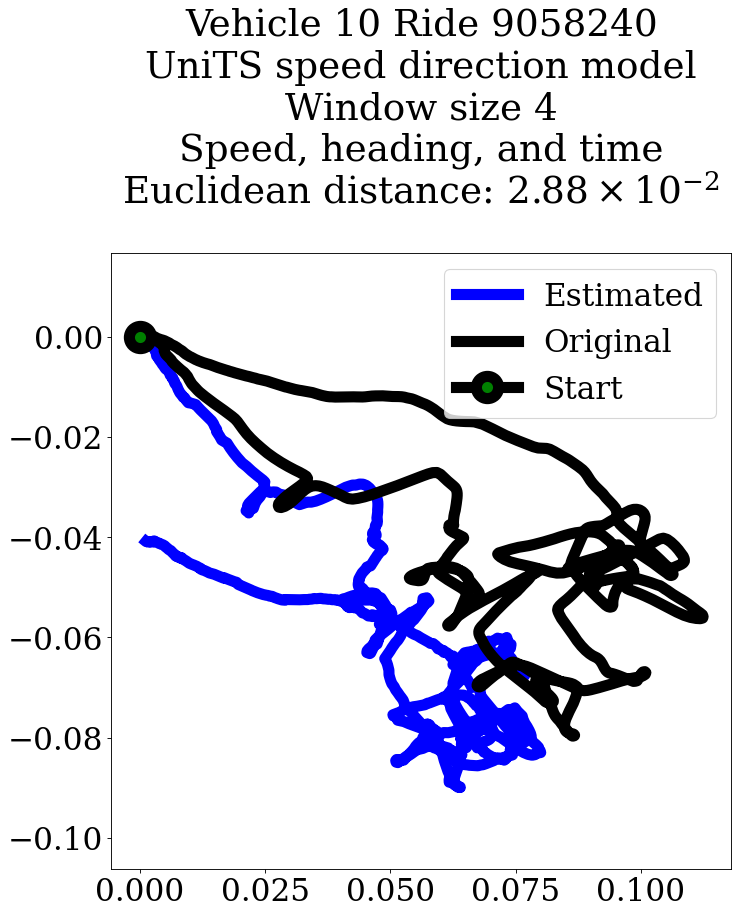 Vehicle 10 Ride 9058240
UniTS speed direction model
Window size 4
Speed, heading, and time
Euclidean distance: 2.88 × 10⁻²
Estimated
Original
Start
0.00
−0.02
−0.04
−0.06
−0.08
−0.10
0.000 0.025 0.050 0.075 0.100